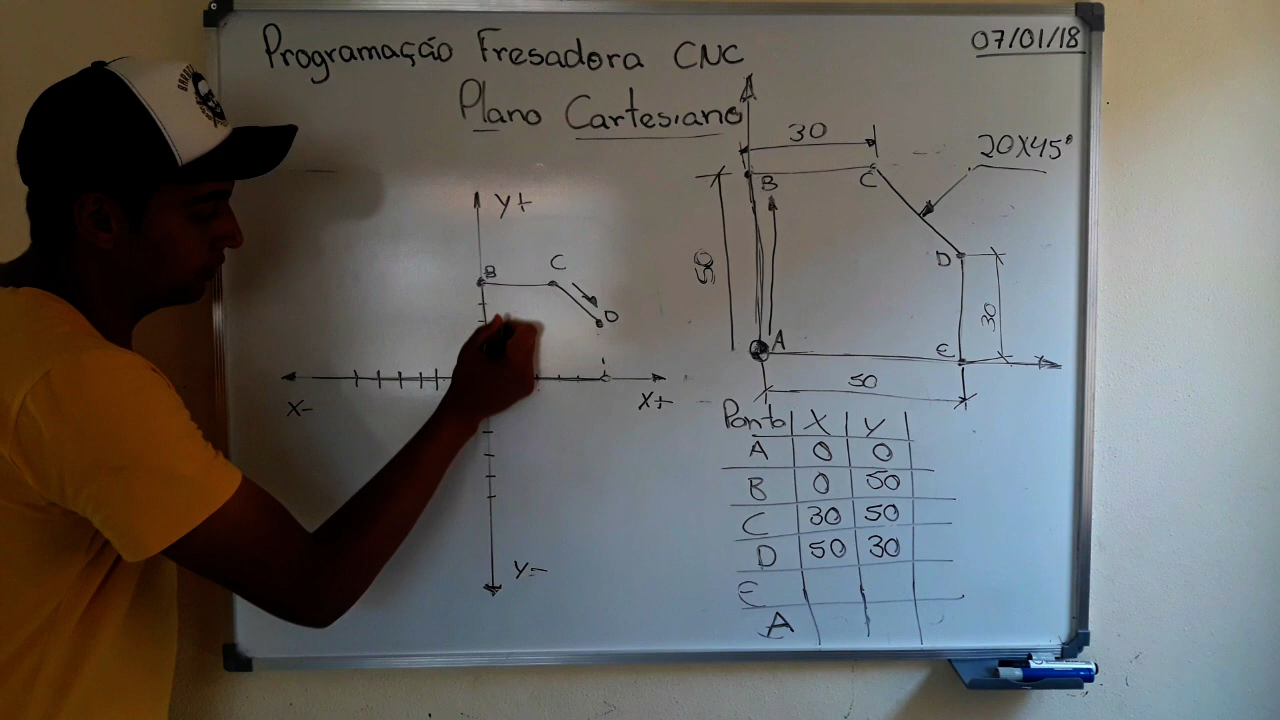 Programação Fresadora CNC
07/01/18
Plano Cartesiano
30
20X45°
B
C
50
D
30
A
E
50
Y+
B
C
D
X-
X+
Y-
Ponto X Y
A 0 0
B 0 50
C 30 50
D 50 30
E
A